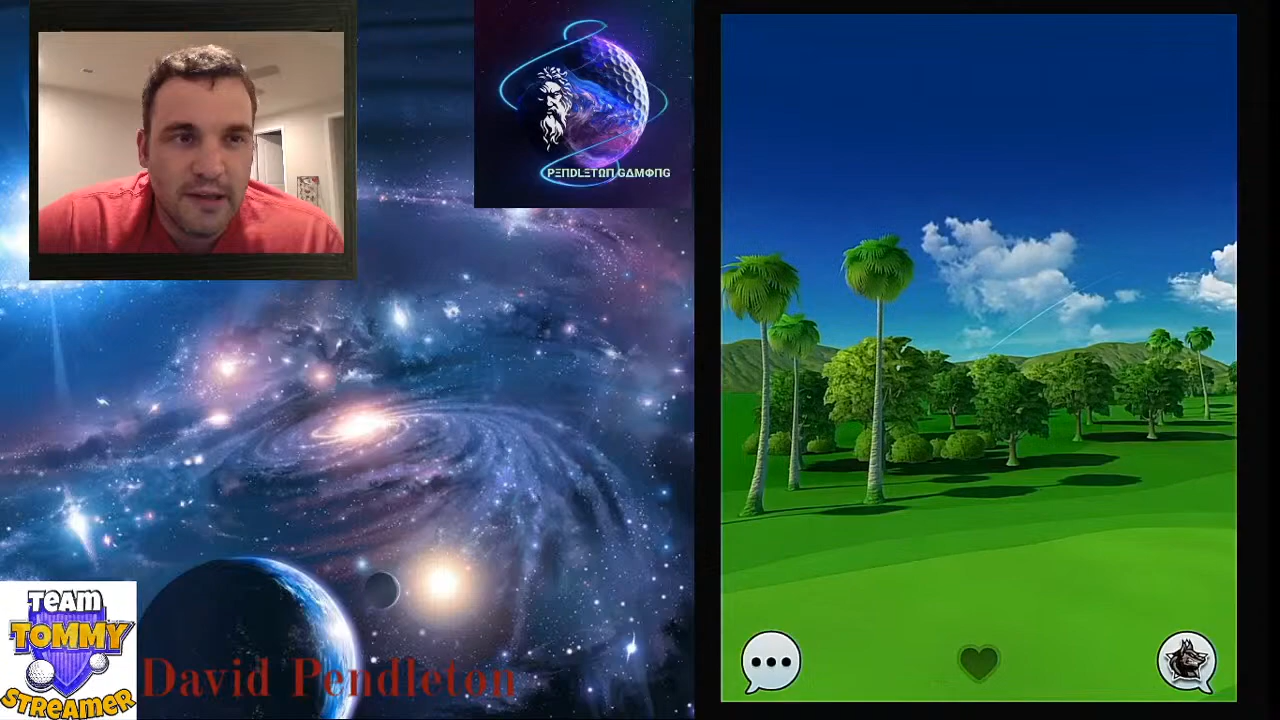 PENDLETON GAMING
TEAM
TOMMY
STREAMER
David Pendleton